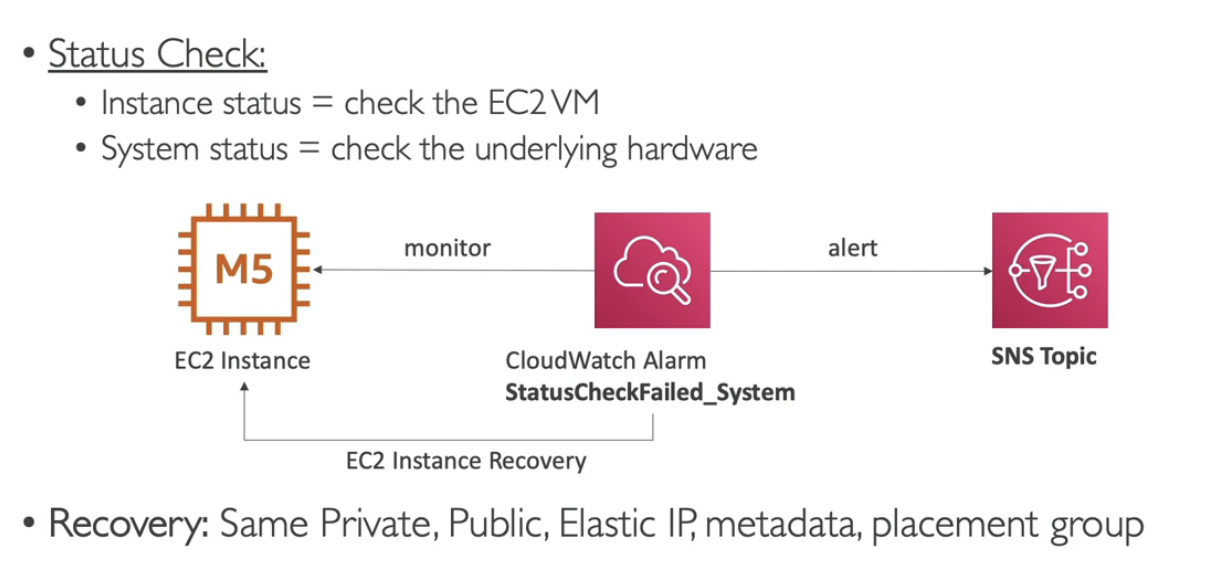 • Status Check:
• Instance status = check the EC2 VM
• System status = check the underlying hardware
M5
monitor
alert
EC2 Instance
CloudWatch Alarm
StatusCheckFailed_System
SNS Topic
EC2 Instance Recovery
• Recovery: Same Private, Public, Elastic IP, metadata, placement group